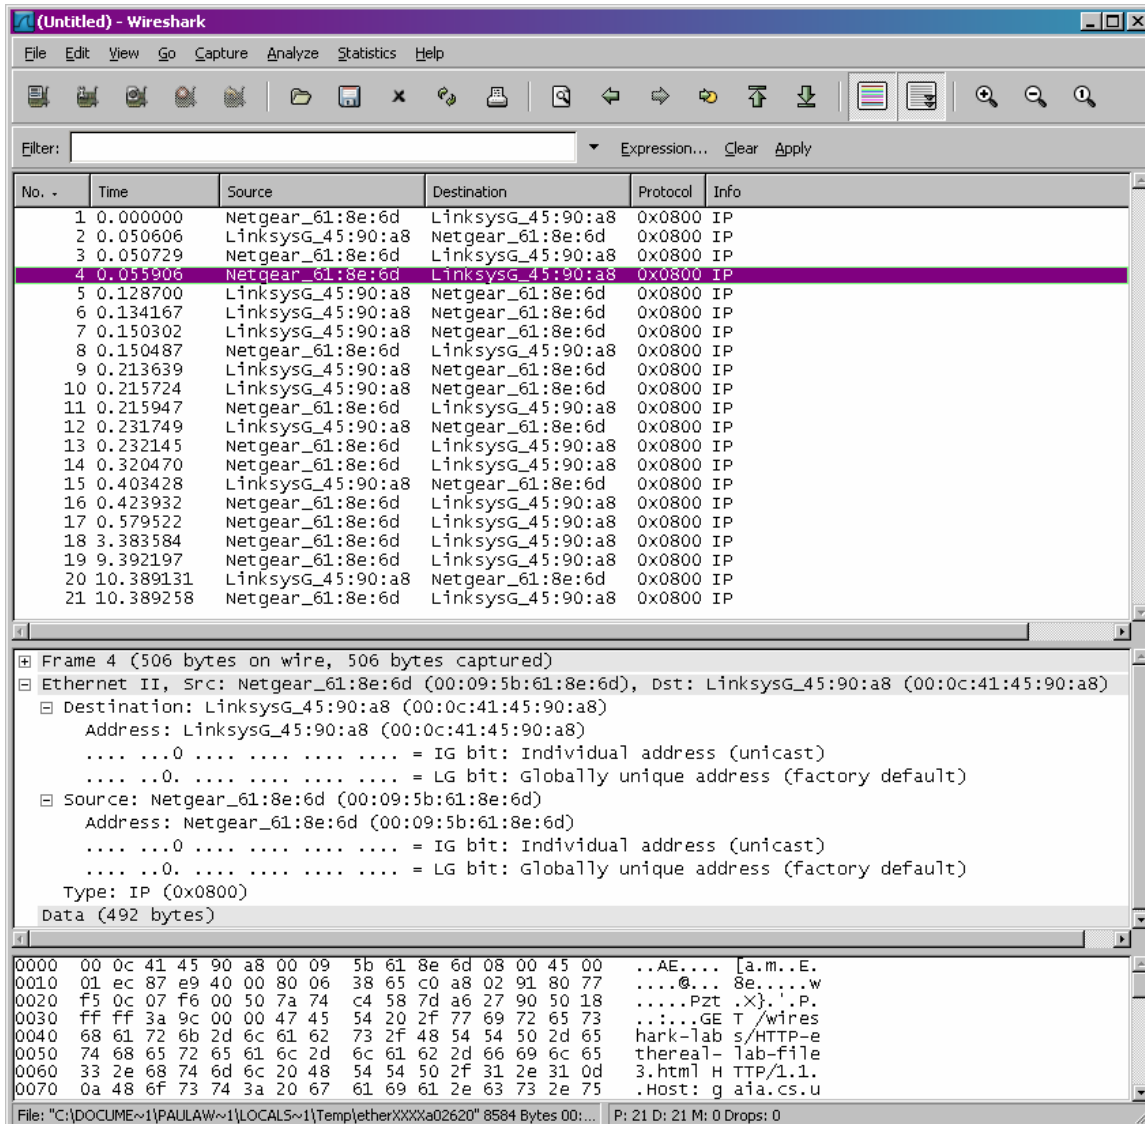 (Untitled) - Wireshark
File Edit View Go Capture Analyze Statistics Help
Filter: Expression... Clear Apply
No. Time Source Destination Protocol Info
1 0.000000 Netgear_61:8e:6d LinksysG_45:90:a8 0x0800 IP
2 0.050606 LinksysG_45:90:a8 Netgear_61:8e:6d 0x0800 IP
3 0.050729 Netgear_61:8e:6d LinksysG_45:90:a8 0x0800 IP
4 0.055906 Netgear_61:8e:6d LinksysG_45:90:a8 0x0800 IP
5 0.128700 LinksysG_45:90:a8 Netgear_61:8e:6d 0x0800 IP
6 0.134167 LinksysG_45:90:a8 Netgear_61:8e:6d 0x0800 IP
7 0.150302 LinksysG_45:90:a8 Netgear_61:8e:6d 0x0800 IP
8 0.150487 Netgear_61:8e:6d LinksysG_45:90:a8 0x0800 IP
9 0.213639 LinksysG_45:90:a8 Netgear_61:8e:6d 0x0800 IP
10 0.215724 LinksysG_45:90:a8 Netgear_61:8e:6d 0x0800 IP
11 0.215947 Netgear_61:8e:6d LinksysG_45:90:a8 0x0800 IP
12 0.231749 LinksysG_45:90:a8 Netgear_61:8e:6d 0x0800 IP
13 0.232145 Netgear_61:8e:6d LinksysG_45:90:a8 0x0800 IP
14 0.320470 Netgear_61:8e:6d LinksysG_45:90:a8 0x0800 IP
15 0.403428 LinksysG_45:90:a8 Netgear_61:8e:6d 0x0800 IP
16 0.423932 Netgear_61:8e:6d LinksysG_45:90:a8 0x0800 IP
17 0.579522 Netgear_61:8e:6d LinksysG_45:90:a8 0x0800 IP
18 3.383584 Netgear_61:8e:6d LinksysG_45:90:a8 0x0800 IP
19 9.392197 Netgear_61:8e:6d LinksysG_45:90:a8 0x0800 IP
20 10.389131 LinksysG_45:90:a8 Netgear_61:8e:6d 0x0800 IP
21 10.389258 Netgear_61:8e:6d LinksysG_45:90:a8 0x0800 IP
Frame 4 (506 bytes on wire, 506 bytes captured)
Ethernet II, Src: Netgear_61:8e:6d (00:09:5b:61:8e:6d), Dst: LinksysG_45:90:a8 (00:0c:41:45:90:a8)
Destination: LinksysG_45:90:a8 (00:0c:41:45:90:a8)
Address: LinksysG_45:90:a8 (00:0c:41:45:90:a8)
.... ...0 .... .... .... .... = IG bit: Individual address (unicast)
.... ..0. .... .... .... .... = LG bit: Globally unique address (factory default)
Source: Netgear_61:8e:6d (00:09:5b:61:8e:6d)
Address: Netgear_61:8e:6d (00:09:5b:61:8e:6d)
.... ...0 .... .... .... .... = IG bit: Individual address (unicast)
.... ..0. .... .... .... .... = LG bit: Globally unique address (factory default)
Type: IP (0x0800)
Data (492 bytes)
0000 00 0c 41 45 90 a8 00 09 5b 61 8e 6d 08 00 45 00 ..AE.... [a.m..E.
0010 01 ec 87 e9 40 00 80 06 38 65 c0 a8 02 91 80 77 ....@... 8e.....w
0020 f5 0c 07 f6 00 50 7a 74 c4 58 7d a6 27 90 50 18 .....Pzt .X}.'.P.
0030 ff ff 3a 9c 00 00 47 45 54 20 2f 77 69 72 65 73 ..:...GE T /wires
0040 68 61 72 6b 2d 6c 61 62 73 2f 48 54 54 50 2d 65 hark-lab s/HTTP-e
0050 74 68 65 72 65 61 6c 2d 6c 61 62 2d 66 69 6c 65 thereal- lab-file
0060 33 2e 68 74 6d 6c 20 48 54 54 50 2f 31 2e 31 0d 3.html H TTP/1.1.
0070 0a 48 6f 73 74 3a 20 67 61 69 61 2e 63 73 2e 75 .Host: g aia.cs.u
File: "C:\DOCUME~1\PAULAW~1\LOCALS~1\Temp\etherXXXXa02620" 8584 Bytes 00:... P: 21 D: 21 M: 0 Drops: 0